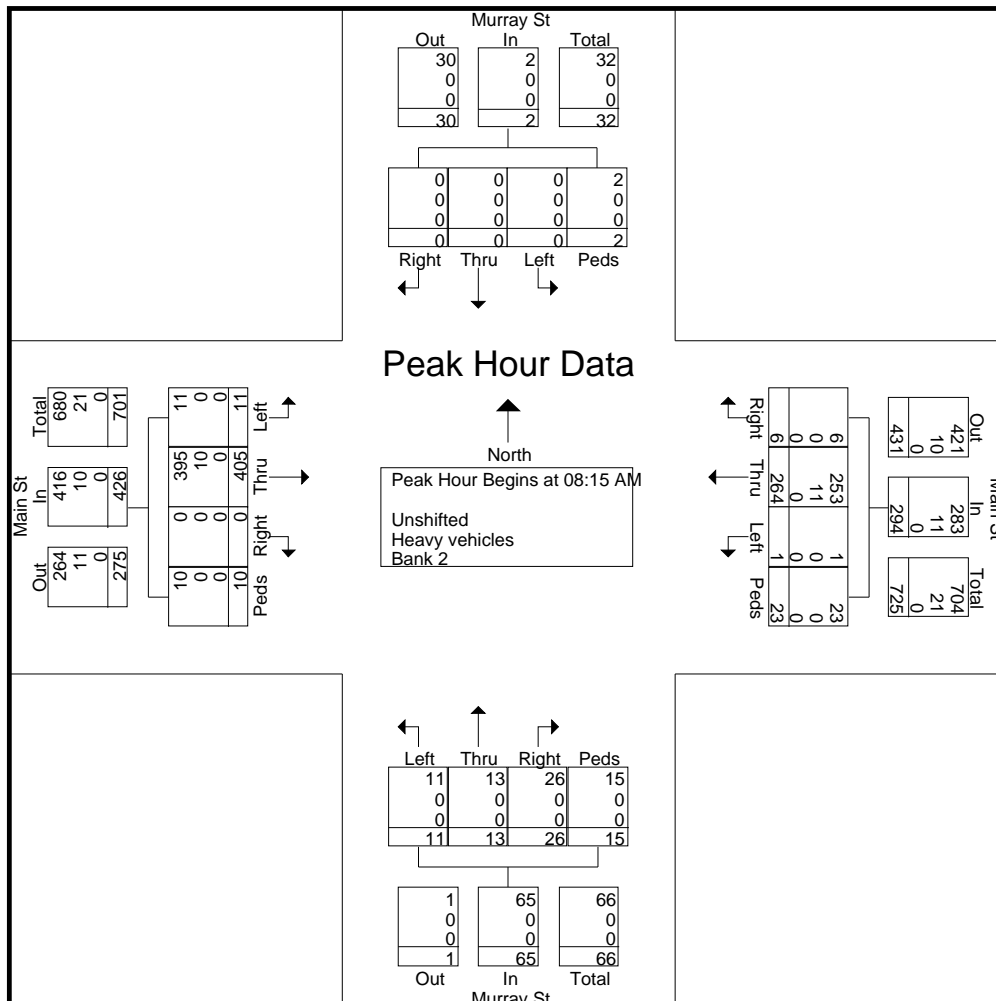 Murray St
Out In Total
30 2 32
0 0 0
0 0 0
30 2 32
0 0 0 2
0 0 0 0
0 0 0 0
0 0 0 2
Right Thru Left Peds
Peak Hour Data
North
Peak Hour Begins at 08:15 AM
Unshifted
Heavy vehicles
Bank 2
Main St
Out In Total
264 416 680
11 10 21
0 0 0
275 426 701
10 0 395 11
0 0 10 0
0 0 0 0
10 0 405 11
Peds Right Thru Left
Main St
Out In Total
421 283 704
10 11 21
0 0 0
431 294 725
6 253 1 23
0 11 0 0
0 0 0 0
6 264 1 23
Right Thru Left Peds
Left Thru Right Peds
11 13 26 15
0 0 0 0
0 0 0 0
11 13 26 15
1 65 66
0 0 0
0 0 0
1 65 66
Out In Total
Murray St